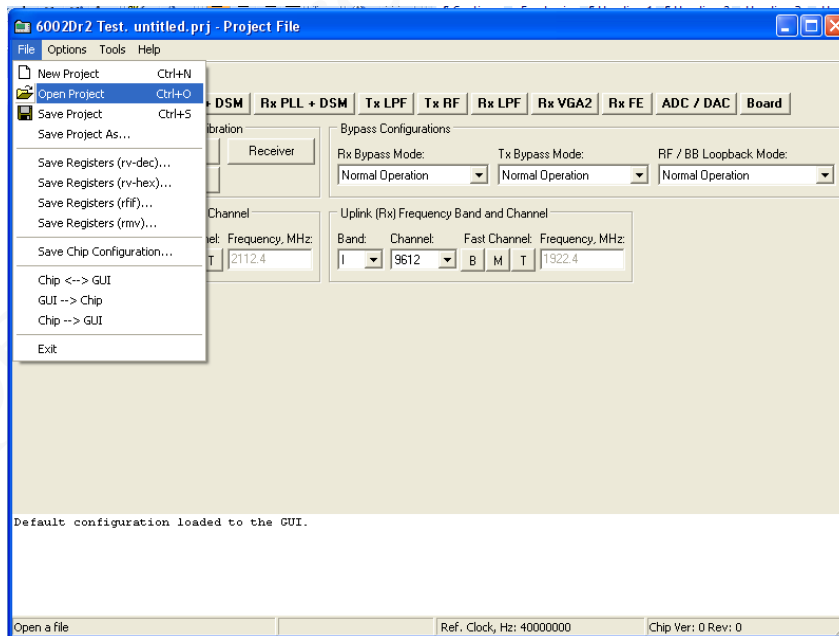 6002Dr2 Test. untitled.prj - Project File
File Options Tools Help
New Project Ctrl+N
Open Project Ctrl+O
Save Project Ctrl+S
Save Project As...
Save Registers (rv-dec)...
Save Registers (rv-hex)...
Save Registers (rfif)...
Save Registers (rmv)...
Save Chip Configuration...
Chip <--> GUI
GUI --> Chip
Chip --> GUI
Exit
+ DSM Rx PLL + DSM Tx LPF Tx RF Rx LPF Rx VGA2 Rx FE ADC / DAC Board
Receiver
Bypass Configurations
Rx Bypass Mode: Tx Bypass Mode: RF / BB Loopback Mode:
Normal Operation Normal Operation Normal Operation
Channel
Frequency, MHz:
T 2112.4
Uplink (Rx) Frequency Band and Channel
Band: Channel: Fast Channel: Frequency, MHz:
I 9612 B M T 1922.4
Default configuration loaded to the GUI.
Open a file Ref. Clock, Hz: 40000000 Chip Ver: 0 Rev: 0